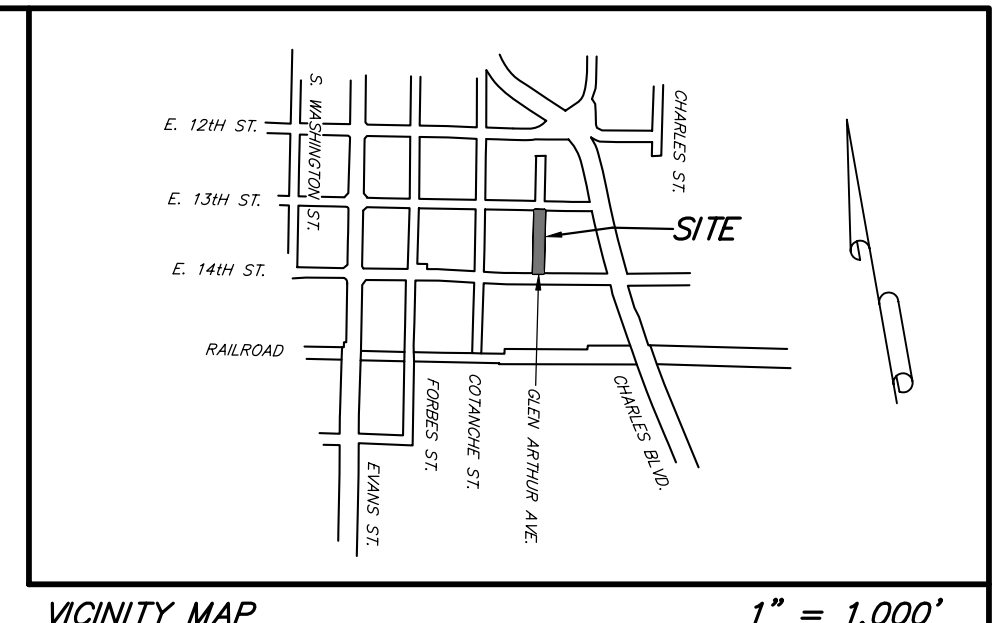 S. WASHINGTON ST.
CHARLES ST.
E. 12tH ST.
E. 13tH ST.
SITE
E. 14tH ST.
RAILROAD
FORBES ST.
COTANCHE ST.
GLEN ARTHUR AVE.
CHARLES BLVD.
EVANS ST.
VICINITY MAP
1" = 1,000'